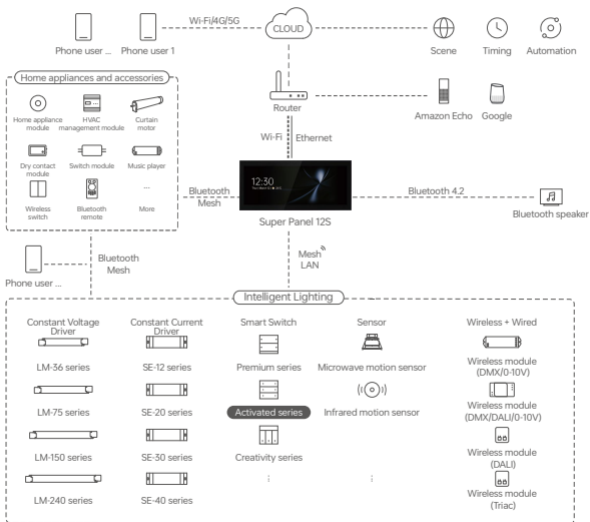 Wi-Fi/4G/5G
CLOUD
Phone user ...
Phone user 1
Scene
Timing
Automation
Home appliances and accessories
Router
Amazon Echo
Google
Home appliance
module
HVAC
management module
Curtain
motor
Wi-Fi
Ethernet
Dry contact
module
Switch module
Music player
12:30
Bluetooth
Mesh
Bluetooth 4.2
Wireless
switch
Bluetooth
remote
...
More
Super Panel 12S
Bluetooth speaker
Bluetooth
Mesh
Mesh
LAN
Phone user ...
Intelligent Lighting
Constant Voltage
Driver
Constant Current
Driver
Smart Switch
Sensor
Wireless + Wired
LM-36 series
SE-12 series
Premium series
Microwave motion sensor
Wireless module
(DMX/0-10V)
LM-75 series
SE-20 series
Activated series
Infrared motion sensor
Wireless module
(DMX/DALI/0-10V)
LM-150 series
SE-30 series
Creativity series
Wireless module
(DALI)
LM-240 series
SE-40 series
Wireless module
(Triac)